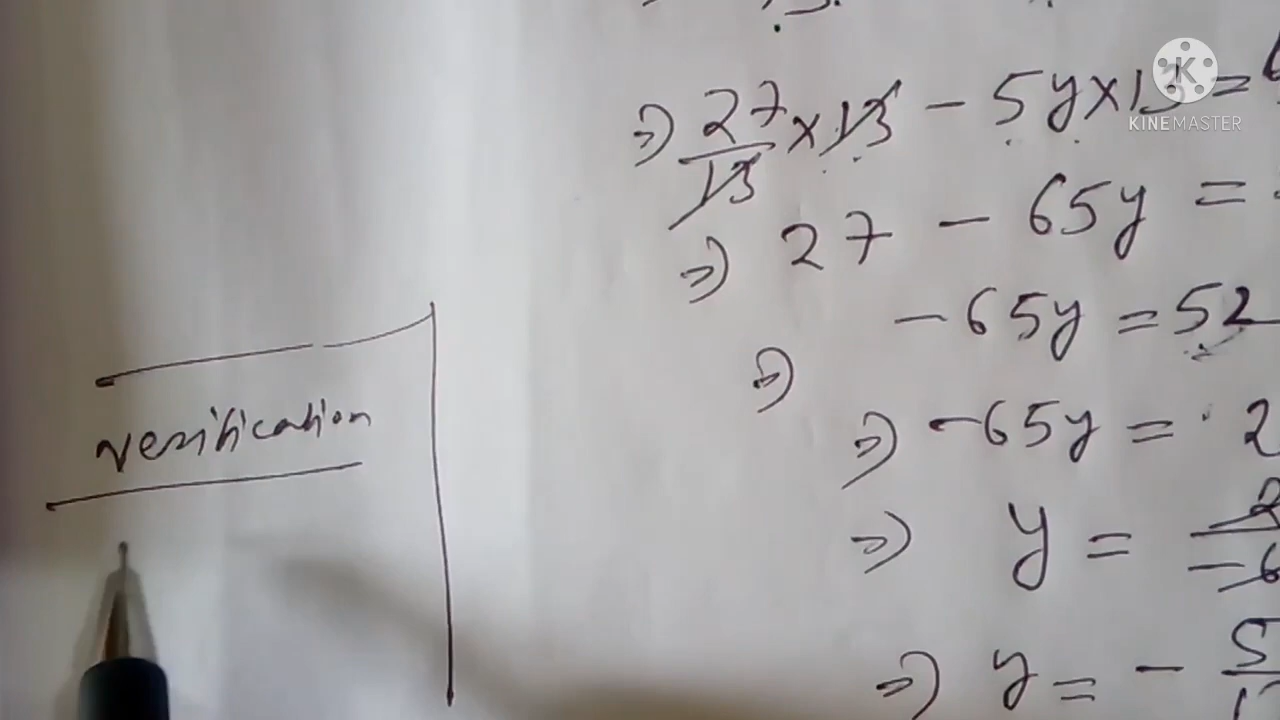 ⇒ 27/13 × 13 − 5y × 13 =
⇒ 27 − 65y =
− 65y = 52
⇒
⇒ −65y = 2
⇒ y =
⇒ y = − 5
verification
KINEMASTER